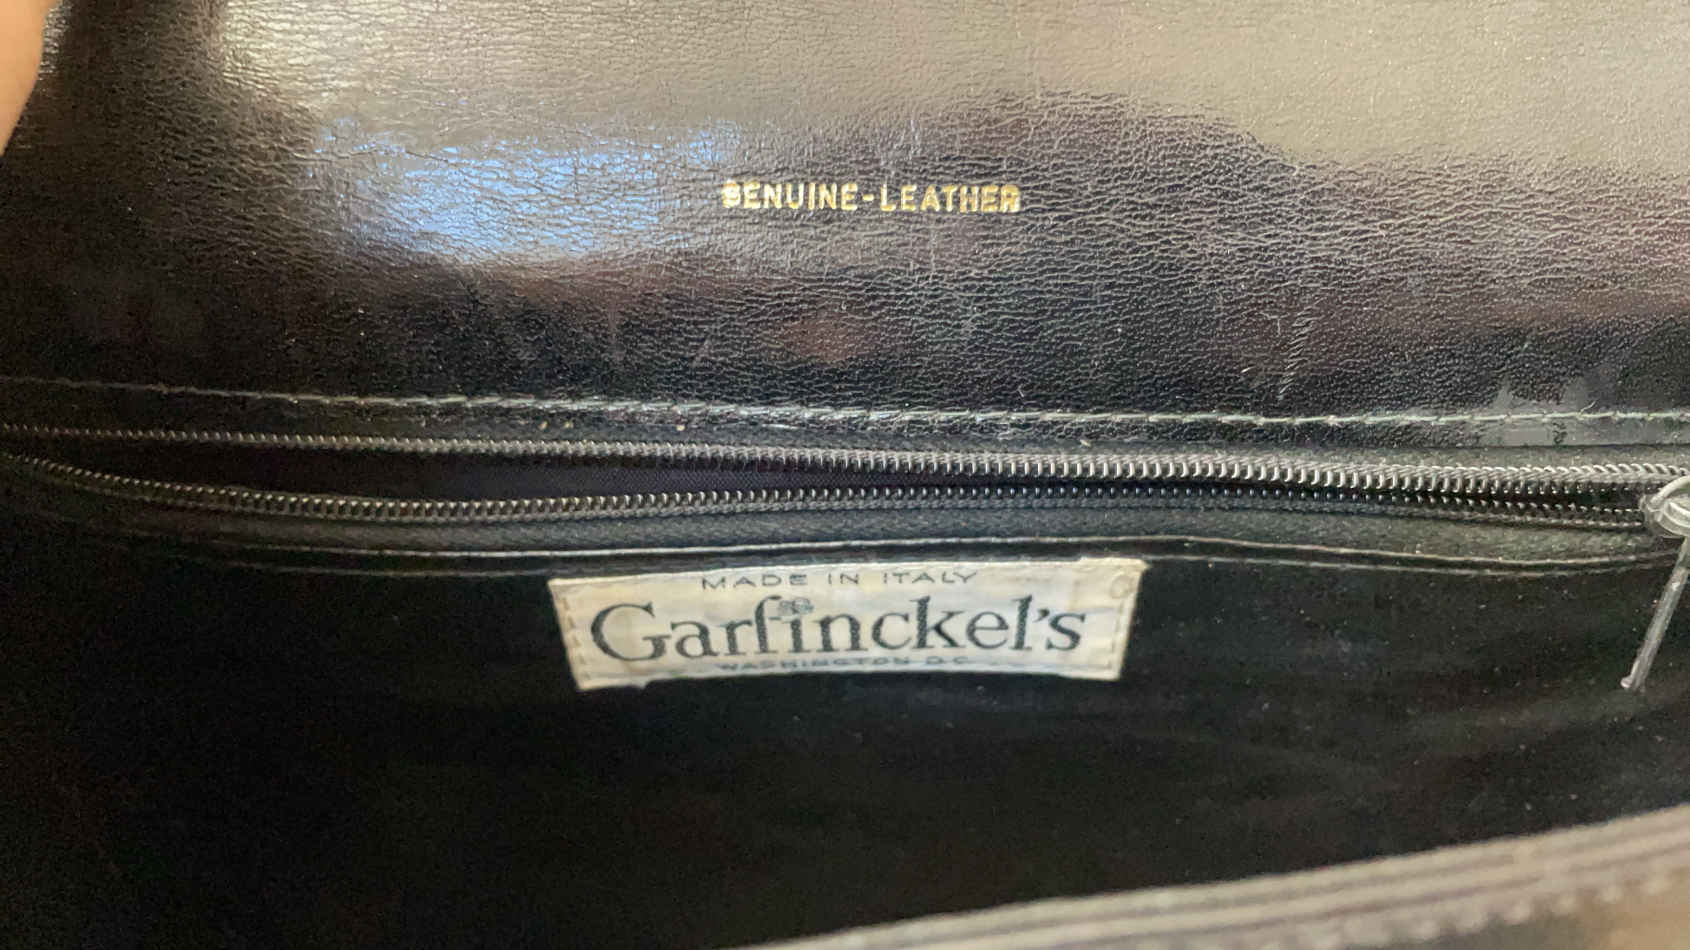 GENUINE-LEATHER
MADE IN ITALY
Garfinckel's
WASHINGTON D.C.